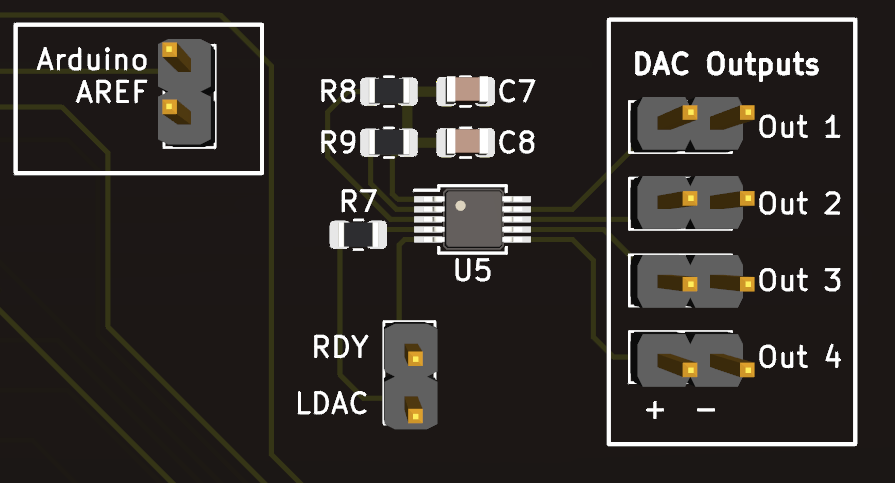 Arduino
AREF
R8
C7
R9
C8
R7
U5
RDY
LDAC
DAC Outputs
Out 1
Out 2
Out 3
Out 4
+ -